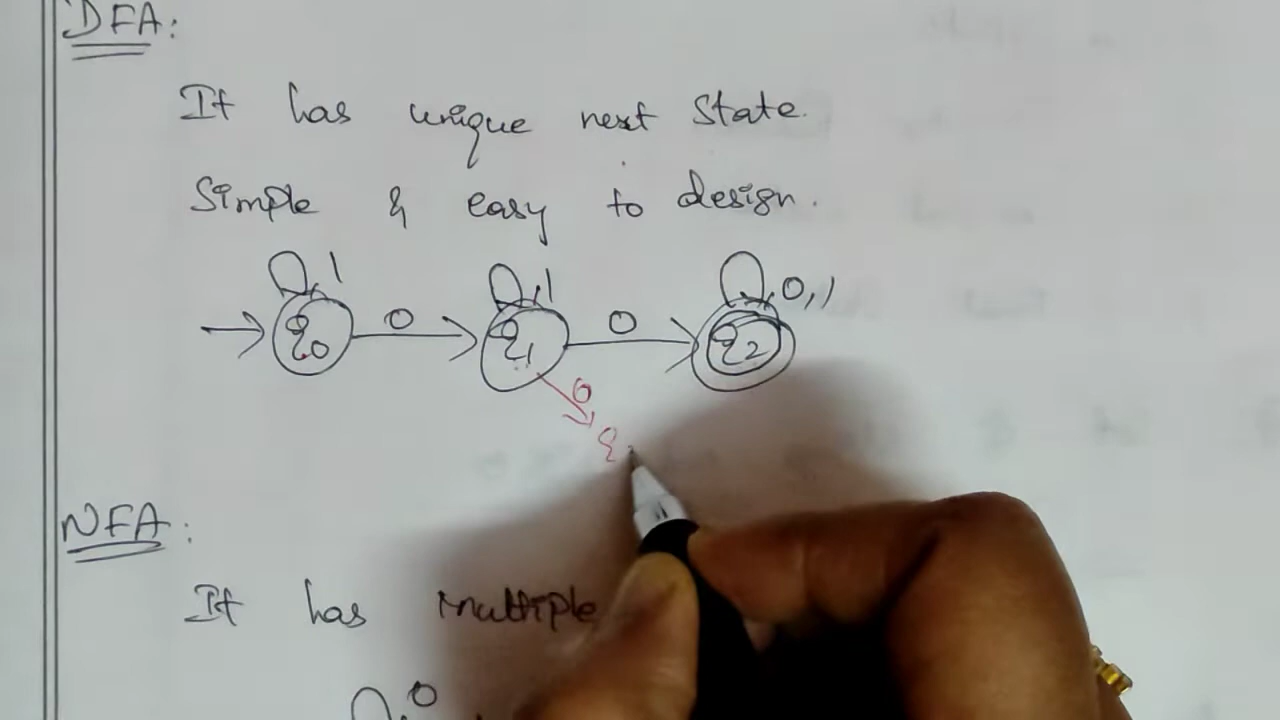 DFA:
It has unique next state.
Simple & easy to design.
1 1 0,1
q0 0 q1 0 q2
0
q
NFA:
It has multiple
0